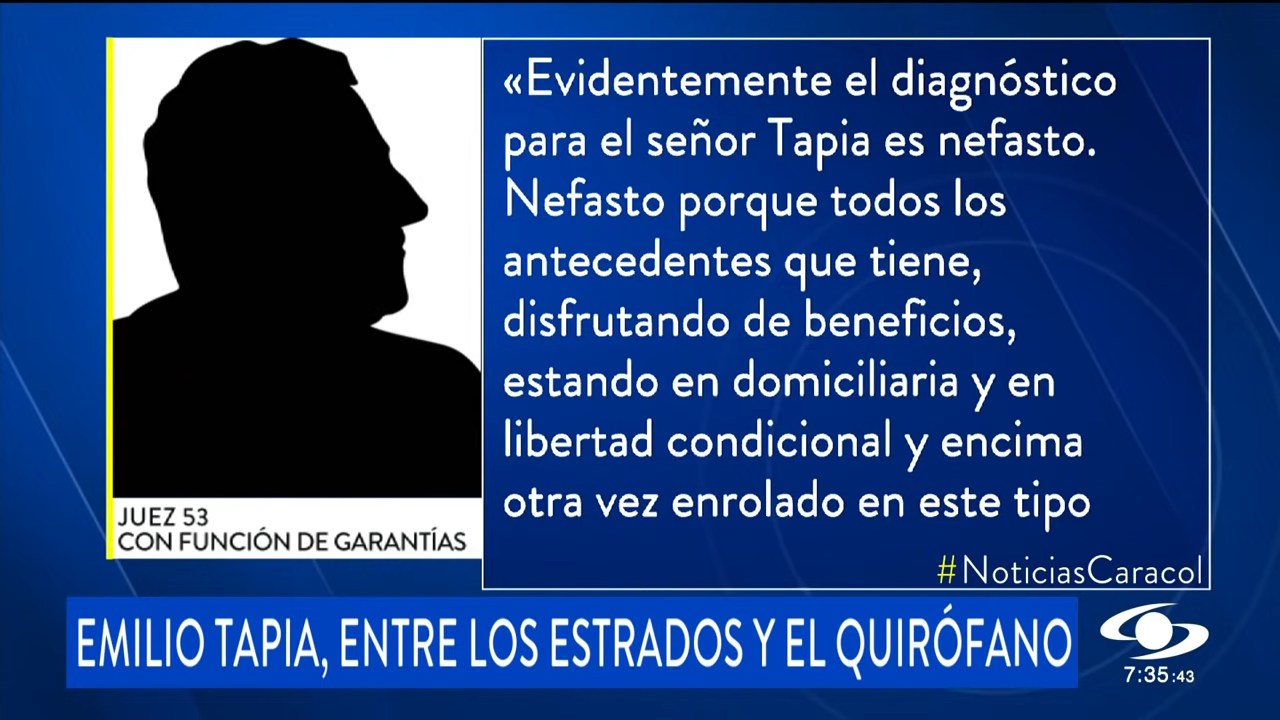 «Evidentemente el diagnóstico
para el señor Tapia es nefasto.
Nefasto porque todos los
antecedentes que tiene,
disfrutando de beneficios,
estando en domiciliaria y en
libertad condicional y encima
otra vez enrolado en este tipo
JUEZ 53
CON FUNCIÓN DE GARANTÍAS
#NoticiasCaracol
EMILIO TAPIA, ENTRE LOS ESTRADOS Y EL QUIRÓFANO
7:35:43